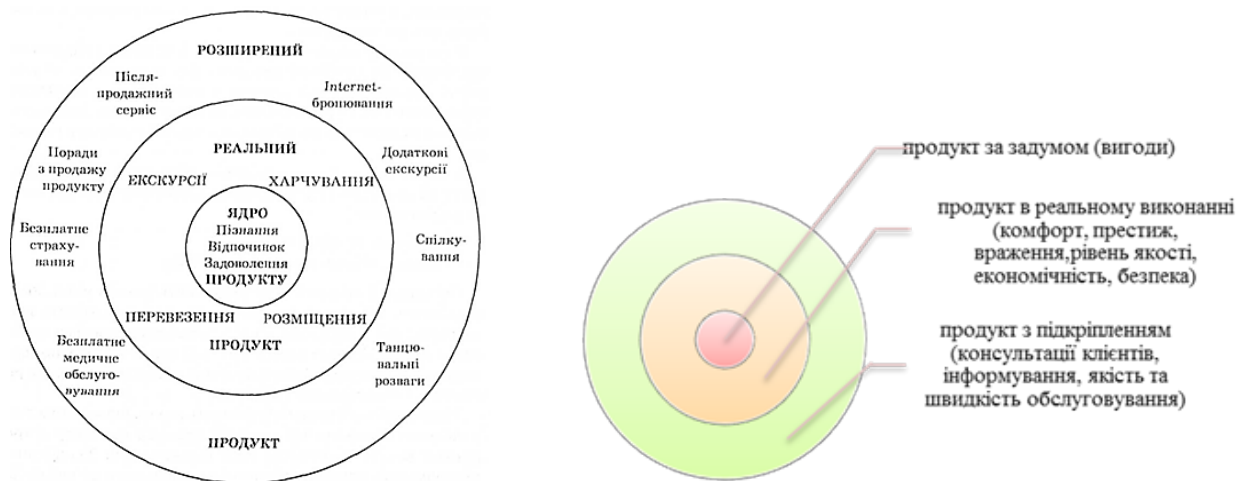 РОЗШИРЕНИЙ
Після-
продажний
сервіс
Internet-
бронювання
РЕАЛЬНИЙ
Поради
з продажу
продукту
Додаткові
екскурсії
ЕКСКУРСІЇ
ХАРЧУВАННЯ
ЯДРО
Пізнання
Відпочинок
Задоволення
ПРОДУКТУ
Безплатне
страху-
вання
Спілку-
вання
ПЕРЕВЕЗЕННЯ
РОЗМІЩЕННЯ
ПРОДУКТ
Безплатне
медичне
обслуго-
вування
Танцю-
вальні
розваги
ПРОДУКТ
продукт за задумом (вигоди)
продукт в реальному виконанні
(комфорт, престиж,
враження,рівень якості,
економічність, безпека)
продукт з підкріпленням
(консультації клієнтів,
інформування, якість та
швидкість обслуговування)